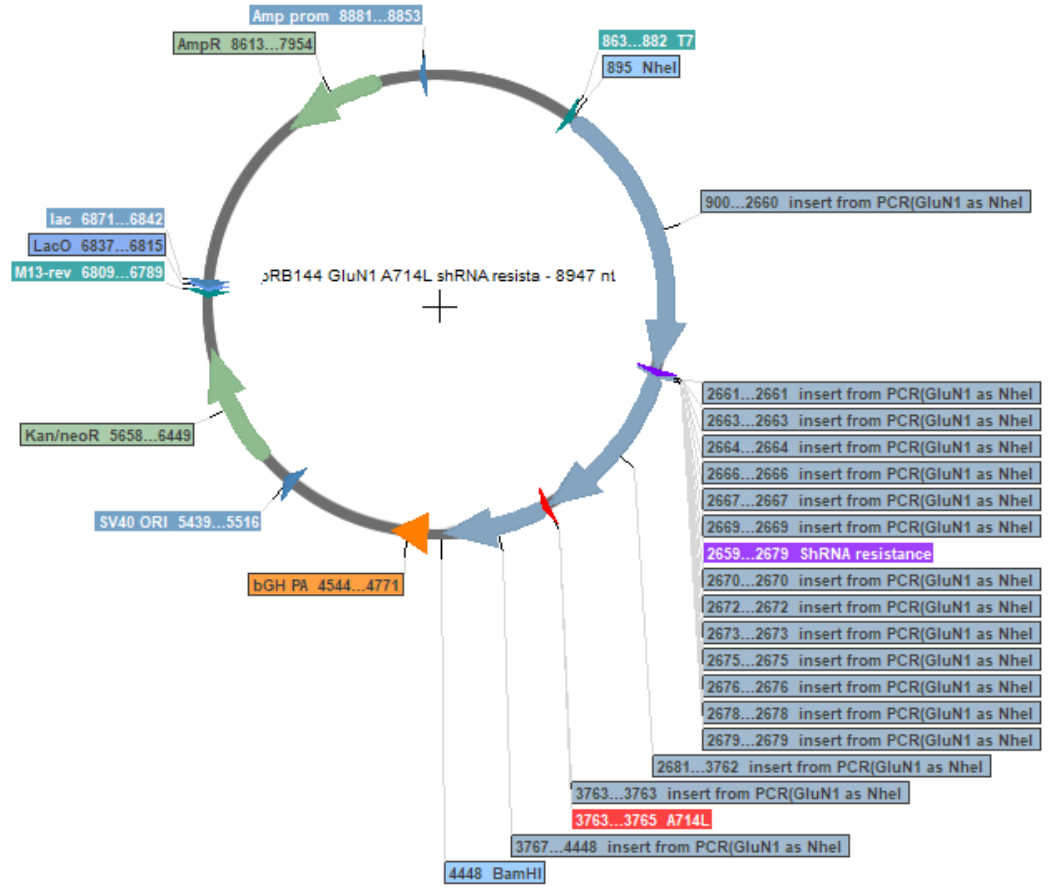 Amp prom 8881...8853
AmpR 8613...7954
863...882 T7
895 NheI
900...2660 insert from PCR(GluN1 as NheI
lac 6871...6842
LacO 6837...6815
M13-rev 6809...6789
pRB144 GluN1 A714L shRNA resista - 8947 nt
2661...2661 insert from PCR(GluN1 as NheI
2663...2663 insert from PCR(GluN1 as NheI
2664...2664 insert from PCR(GluN1 as NheI
2666...2666 insert from PCR(GluN1 as NheI
2667...2667 insert from PCR(GluN1 as NheI
2669...2669 insert from PCR(GluN1 as NheI
2659...2679 ShRNA resistance
2670...2670 insert from PCR(GluN1 as NheI
2672...2672 insert from PCR(GluN1 as NheI
2673...2673 insert from PCR(GluN1 as NheI
2675...2675 insert from PCR(GluN1 as NheI
2676...2676 insert from PCR(GluN1 as NheI
2678...2678 insert from PCR(GluN1 as NheI
2679...2679 insert from PCR(GluN1 as NheI
Kan/neoR 5658...6449
SV40 ORI 5439...5516
bGH PA 4544...4771
2681...3762 insert from PCR(GluN1 as NheI
3763...3763 insert from PCR(GluN1 as NheI
3763...3765 A714L
3767...4448 insert from PCR(GluN1 as NheI
4448 BamHI